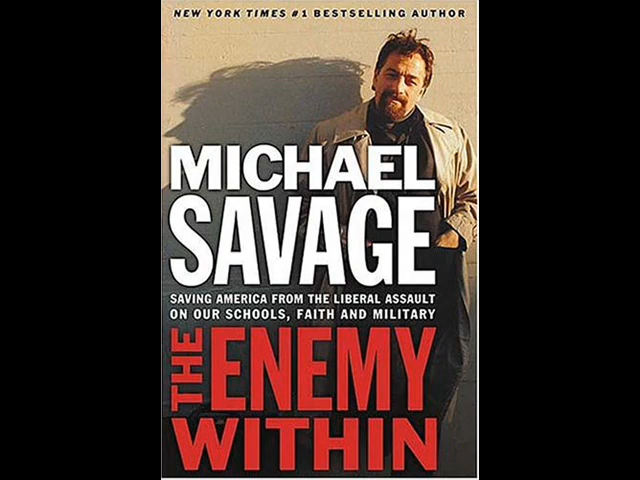 NEW YORK TIMES #1 BESTSELLING AUTHOR
MICHAEL
SAVAGE
SAVING AMERICA FROM THE LIBERAL ASSAULT
ON OUR SCHOOLS, FAITH AND MILITARY
THE ENEMY
WITHIN